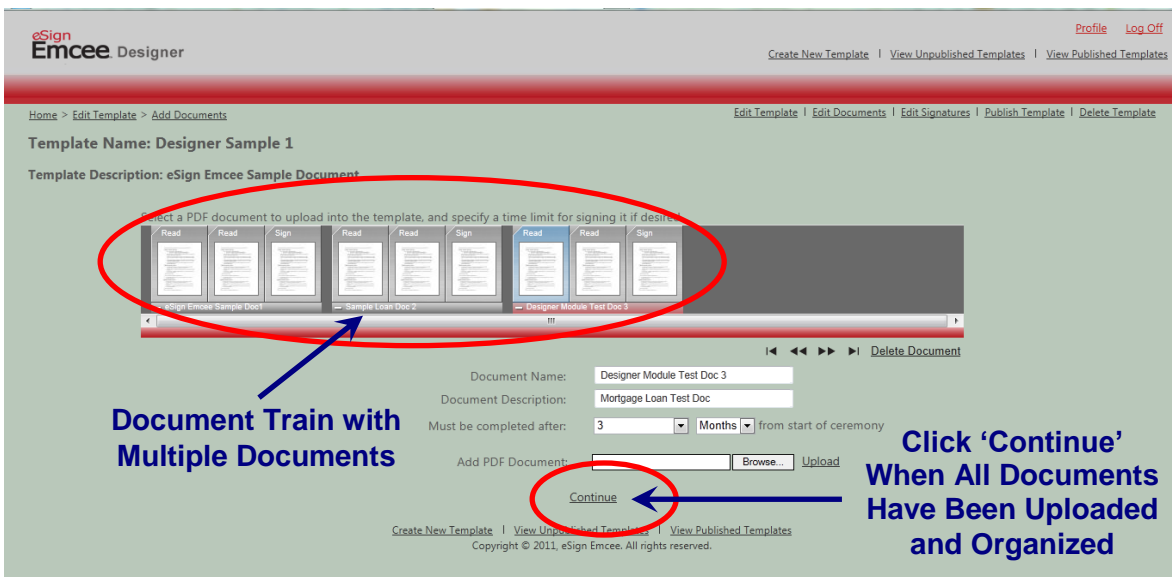 eSign
Emcee Designer
Profile Log Off
Create New Template | View Unpublished Templates | View Published Templates
Home > Edit Template > Add Documents
Edit Template | Edit Documents | Edit Signatures | Publish Template | Delete Template
Template Name: Designer Sample 1
Template Description: eSign Emcee Sample Document
Select a PDF document to upload into the template, and specify a time limit for signing it if desired
Read Read Sign Read Read Sign Read Read Sign
eSign Emcee Sample Doc1 Sample Loan Doc 2 Designer Module Test Doc 3
Delete Document
Document Name: Designer Module Test Doc 3
Document Description: Mortgage Loan Test Doc
Must be completed after: 3 Months from start of ceremony
Add PDF Document: Browse... Upload
Continue
Document Train with
Multiple Documents
Click ‘Continue’
When All Documents
Have Been Uploaded
and Organized
Create New Template | View Unpublished Templates | View Published Templates
Copyright © 2011, eSign Emcee. All rights reserved.